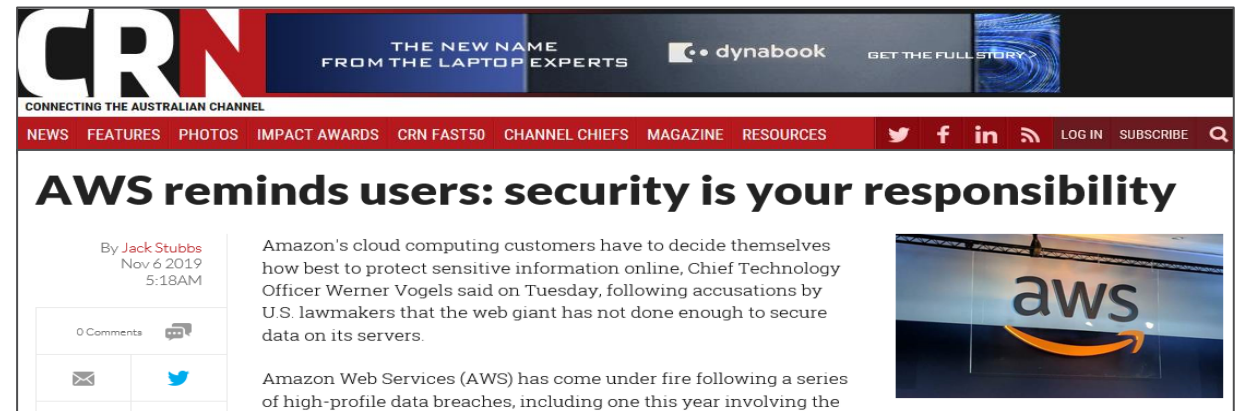 CRN
CONNECTING THE AUSTRALIAN CHANNEL
THE NEW NAME
FROM THE LAPTOP EXPERTS
dynabook
GET THE FULL STORY >
NEWS FEATURES PHOTOS IMPACT AWARDS CRN FAST50 CHANNEL CHIEFS MAGAZINE RESOURCES LOG IN SUBSCRIBE
AWS reminds users: security is your responsibility
By Jack Stubbs
Nov 6 2019
5:18AM
0 Comments
Amazon's cloud computing customers have to decide themselves
how best to protect sensitive information online, Chief Technology
Officer Werner Vogels said on Tuesday, following accusations by
U.S. lawmakers that the web giant has not done enough to secure
data on its servers.
Amazon Web Services (AWS) has come under fire following a series
of high-profile data breaches, including one this year involving the
aws